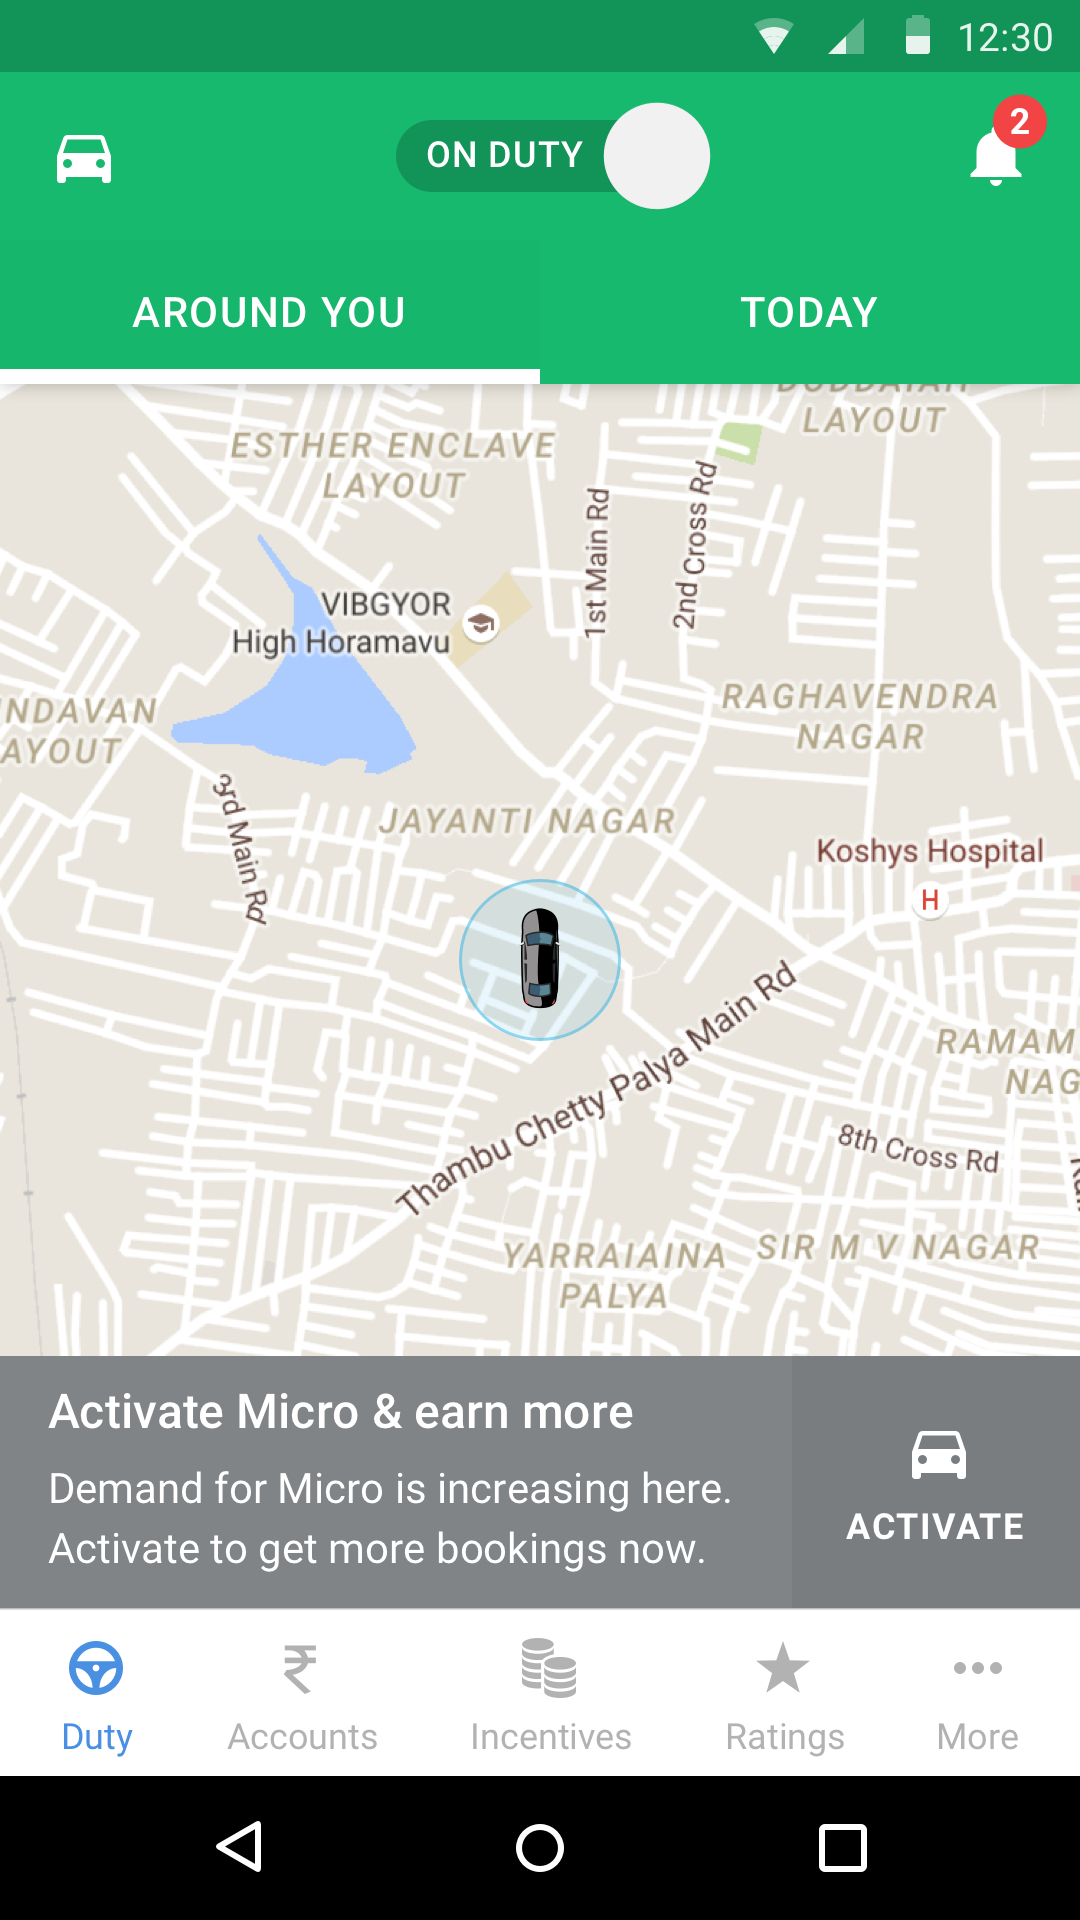 12:30
ON DUTY
2
AROUND YOU
TODAY
DODDAIAH
LAYOUT
ESTHER ENCLAVE
LAYOUT
1st Main Rd
2nd Cross Rd
VIBGYOR
High Horamavu
NDAVAN
AYOUT
RAGHAVENDRA
NAGAR
3rd Main Rd
JAYANTI NAGAR
Koshys Hospital
H
Thambu Chetty Palya Main Rd
RAMAM
NAG
8th Cross Rd
YARRAIAINA
PALYA
SIR M V NAGAR
Activate Micro & earn more
Demand for Micro is increasing here.
Activate to get more bookings now.
ACTIVATE
Duty
Accounts
Incentives
Ratings
More